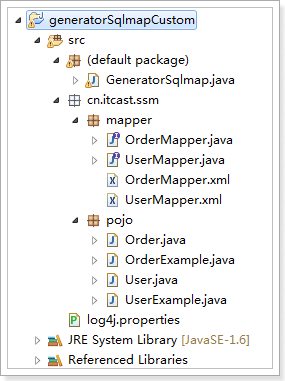 generatorSqlmapCustom
src
(default package)
GeneratorSqlmap.java
cn.itcast.ssm
mapper
OrderMapper.java
UserMapper.java
OrderMapper.xml
UserMapper.xml
pojo
Order.java
OrderExample.java
User.java
UserExample.java
log4j.properties
JRE System Library [JavaSE-1.6]
Referenced Libraries